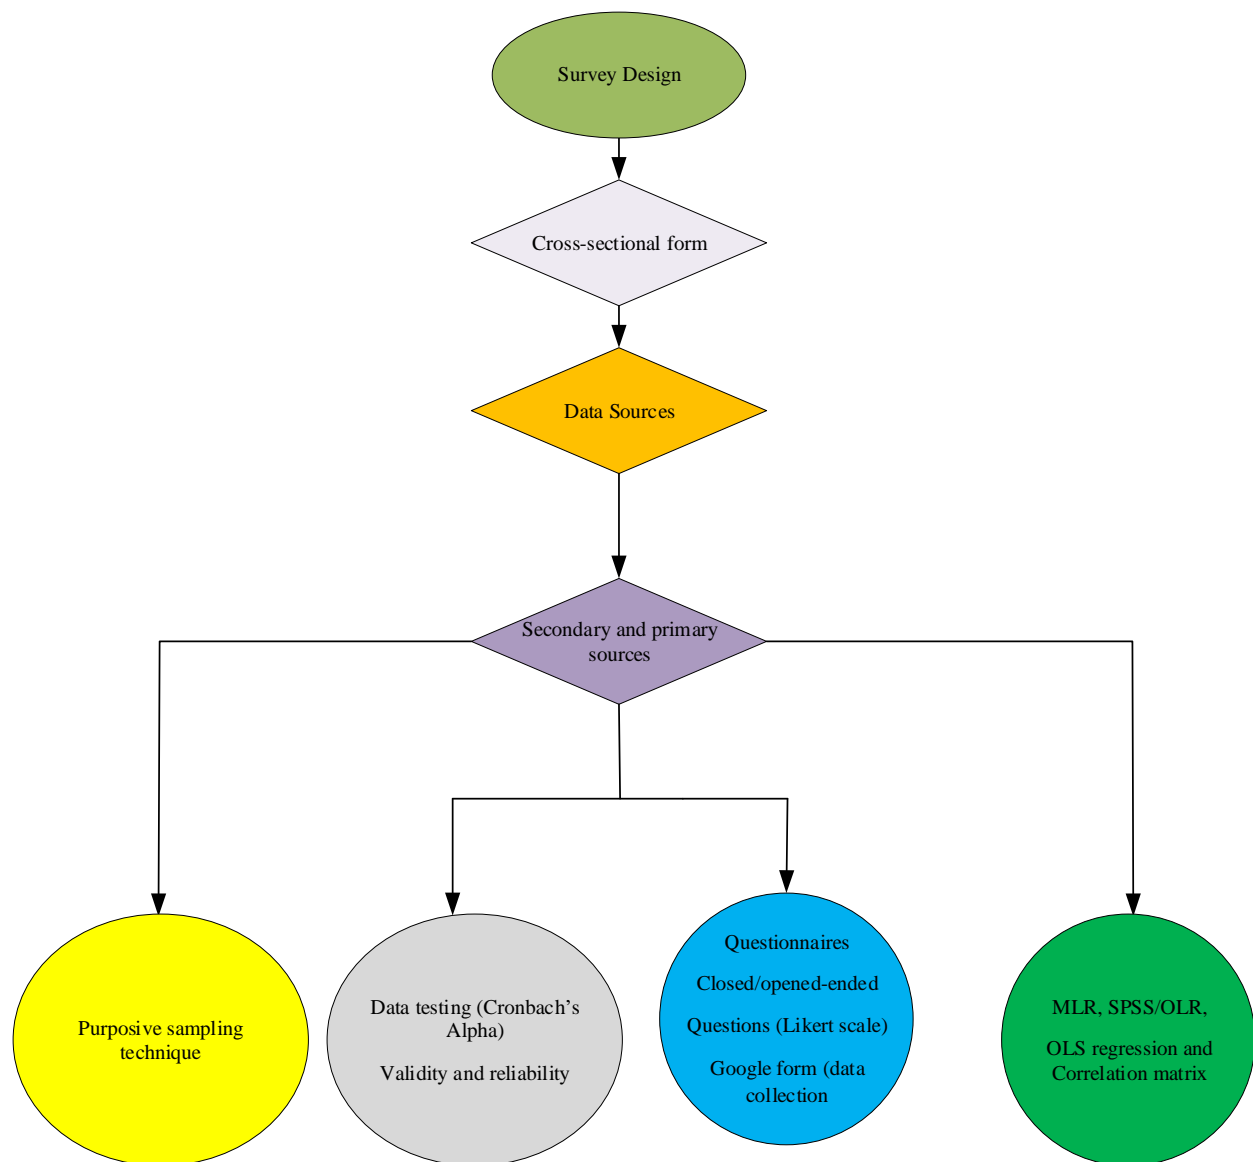 Survey Design
Cross-sectional form
Data Sources
Secondary and primary
sources
Purposive sampling
technique
Data testing (Cronbach’s
Alpha)
Validity and reliability
Questionnaires
Closed/opened-ended
Questions (Likert scale)
Google form (data
collection
MLR, SPSS/OLR,
OLS regression and
Correlation matrix